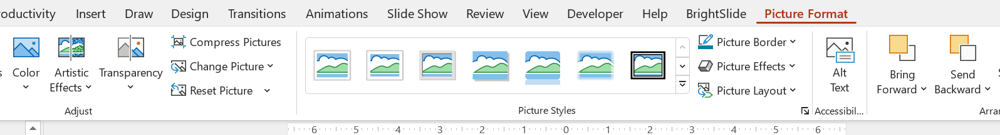 roductivity Insert Draw Design Transitions Animations Slide Show Review View Developer Help BrightSlide Picture Format
s Color Artistic Effects Transparency
Compress Pictures
Change Picture
Reset Picture
Picture Border
Picture Effects
Picture Layout
Alt Text
Bring Forward
Send Backward
Adjust Picture Styles Accessibil... Arran
6 5 4 3 2 1 0 1 2 3 4 5 6